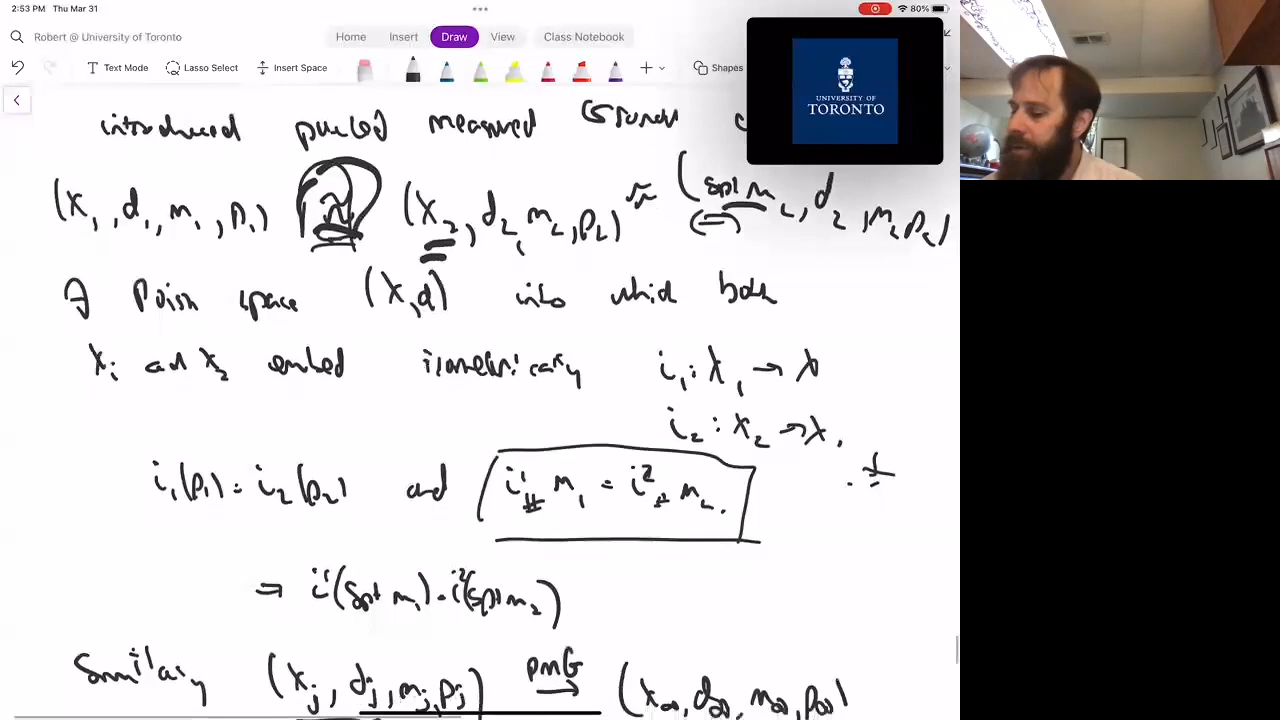 2:53 PM Thu Mar 31
80%
Robert @ University of Toronto
Home Insert Draw View Class Notebook
Text Mode Lasso Select Insert Space Shapes
UNIVERSITY OF
TORONTO
introduced pointed measured Gromov
(X₁, d₁, m₁, p₁) ≅ (X₂, d₂, m₂, p₂) ≅ (spt m₂, d₂, m₂, p₂)
∃ Polish space (X, d) into which both
X₁ and X₂ embed isometrically i₁ : X₁ → X
i₂ : X₂ → X.
i₁(p₁) = i₂(p₂) and i¹# m₁ = i²# m₂.
⇒ i¹(spt m₁) = i²(spt m₂)
Similarly (Xj, dj, mj, pj) pmG → (X∞, d∞, m∞, p∞)